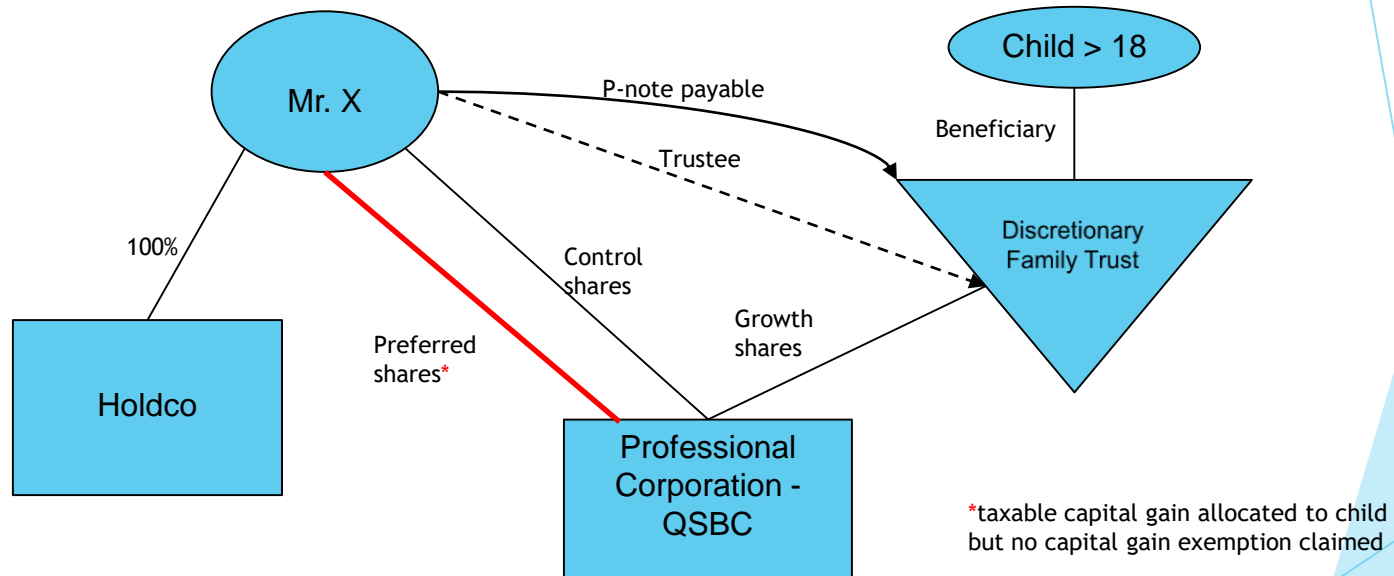 Mr. X
Child > 18
P-note payable
Beneficiary
Trustee
Discretionary
Family Trust
100%
Control
shares
Growth
shares
Preferred
shares*
Holdco
Professional
Corporation -
QSBC
*taxable capital gain allocated to child
but no capital gain exemption claimed